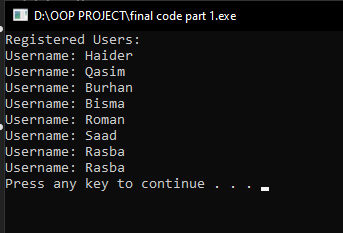 D:\OOP PROJECT\final code part 1.exe
Registered Users:
Username: Haider
Username: Qasim
Username: Burhan
Username: Bisma
Username: Roman
Username: Saad
Username: Rasba
Username: Rasba
Press any key to continue . . .